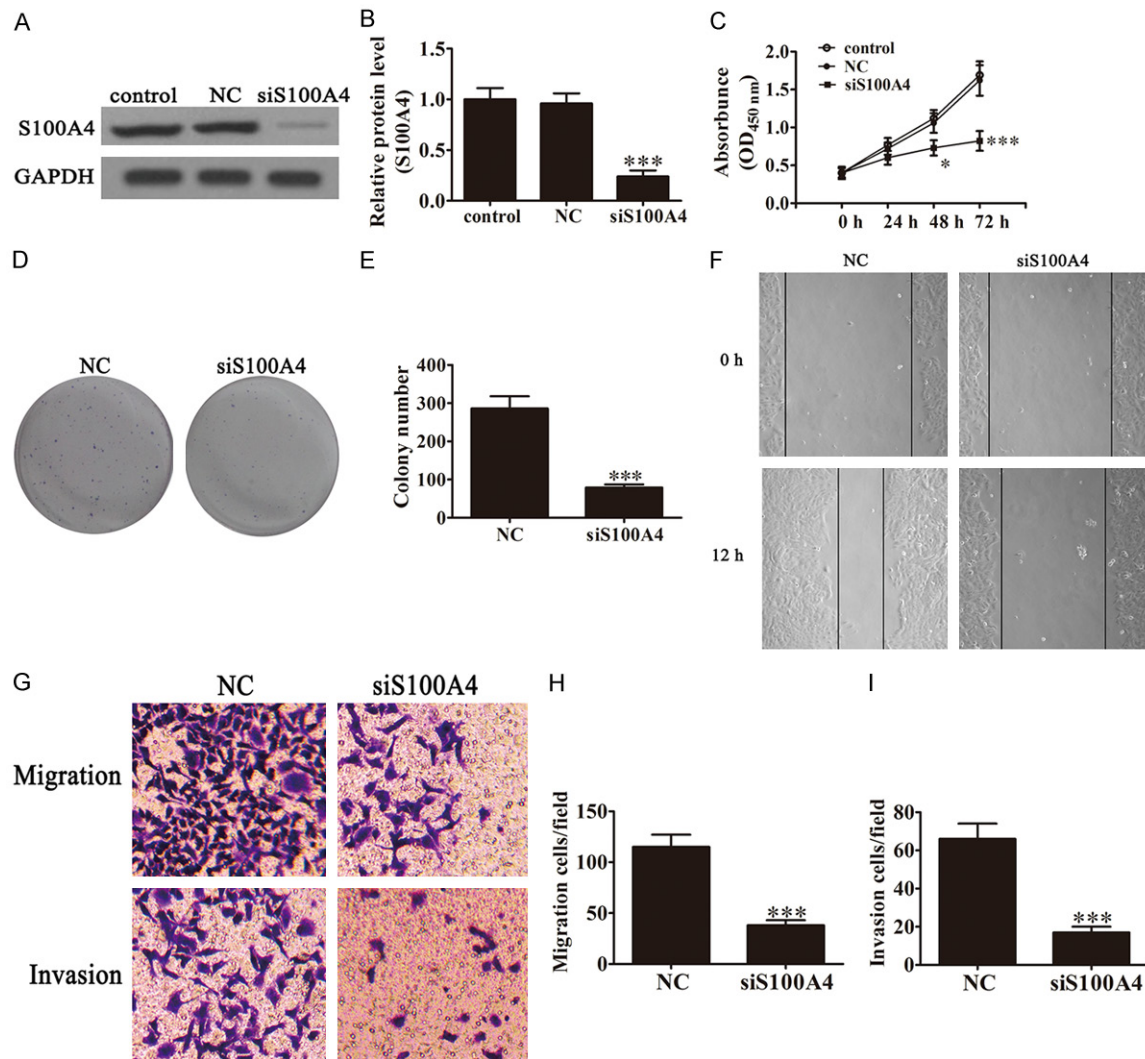 A
control NC siS100A4
S100A4
GAPDH
B
Relative protein level
(S100A4)
1.5
1.0
0.5
0.0
control NC siS100A4
***
C
Absorbunce
(OD450 nm)
2.0
1.5
1.0
0.5
0.0
control
NC
siS100A4
***
*
0 h 24 h 48 h 72 h
D
NC siS100A4
E
Colony number
400
300
200
100
0
***
NC siS100A4
F
NC siS100A4
0 h
12 h
G
NC siS100A4
Migration
Invasion
H
Migration cells/field
150
100
50
0
***
NC siS100A4
I
Invasion cells/field
80
60
40
20
0
***
NC siS100A4